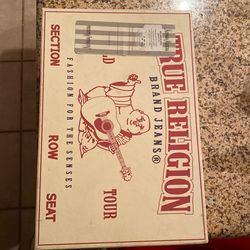 TRUE RELIGION
BRAND JEANS®
TOUR
FASHION FOR THE SENSES
SECTION
ROW
SEAT